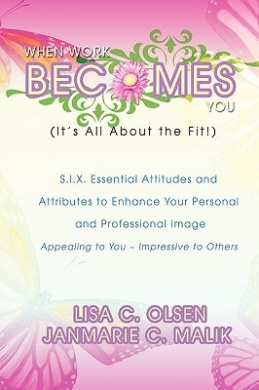 WHEN WORK
BECOMES
YOU
(It's All About the Fit!)
S.I.X. Essential Attitudes and
Attributes to Enhance Your Personal
and Professional Image
Appealing to You ~ Impressive to Others
LISA C. OLSEN
JANMARIE C. MALIK